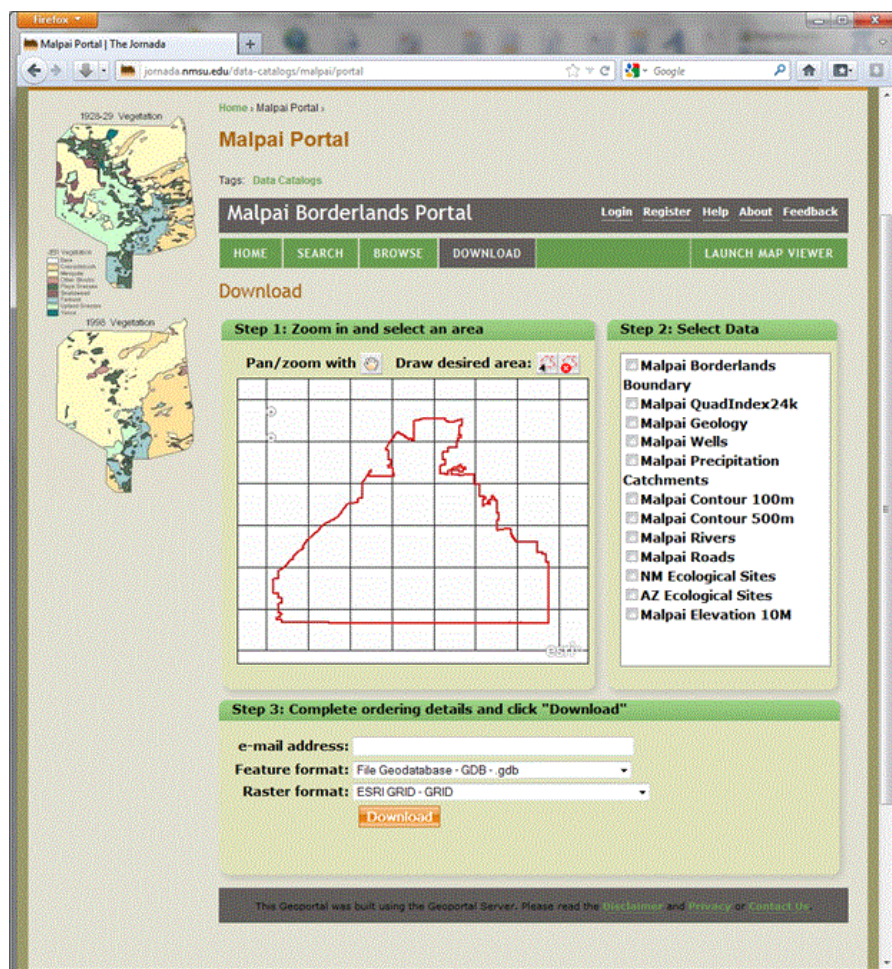 Firefox
Malpai Portal | The Jornada
jornada.nmsu.edu/data-catalogs/malpai/portal
Google
1928-29 Vegetation
Vegetation
1998 Vegetation
Home › Malpai Portal ›
Malpai Portal
Tags: Data Catalogs
Malpai Borderlands Portal
Login Register Help About Feedback
HOME SEARCH BROWSE DOWNLOAD LAUNCH MAP VIEWER
Download
Step 1: Zoom in and select an area
Pan/zoom with Draw desired area:
esri
Step 2: Select Data
Malpai Borderlands
Boundary
Malpai QuadIndex24k
Malpai Geology
Malpai Wells
Malpai Precipitation
Catchments
Malpai Contour 100m
Malpai Contour 500m
Malpai Rivers
Malpai Roads
NM Ecological Sites
AZ Ecological Sites
Malpai Elevation 10M
Step 3: Complete ordering details and click "Download"
e-mail address:
Feature format: File Geodatabase - GDB - .gdb
Raster format: ESRI GRID - GRID
Download
This Geoportal was built using the Geoportal Server. Please read the Disclaimer and Privacy or Contact Us.